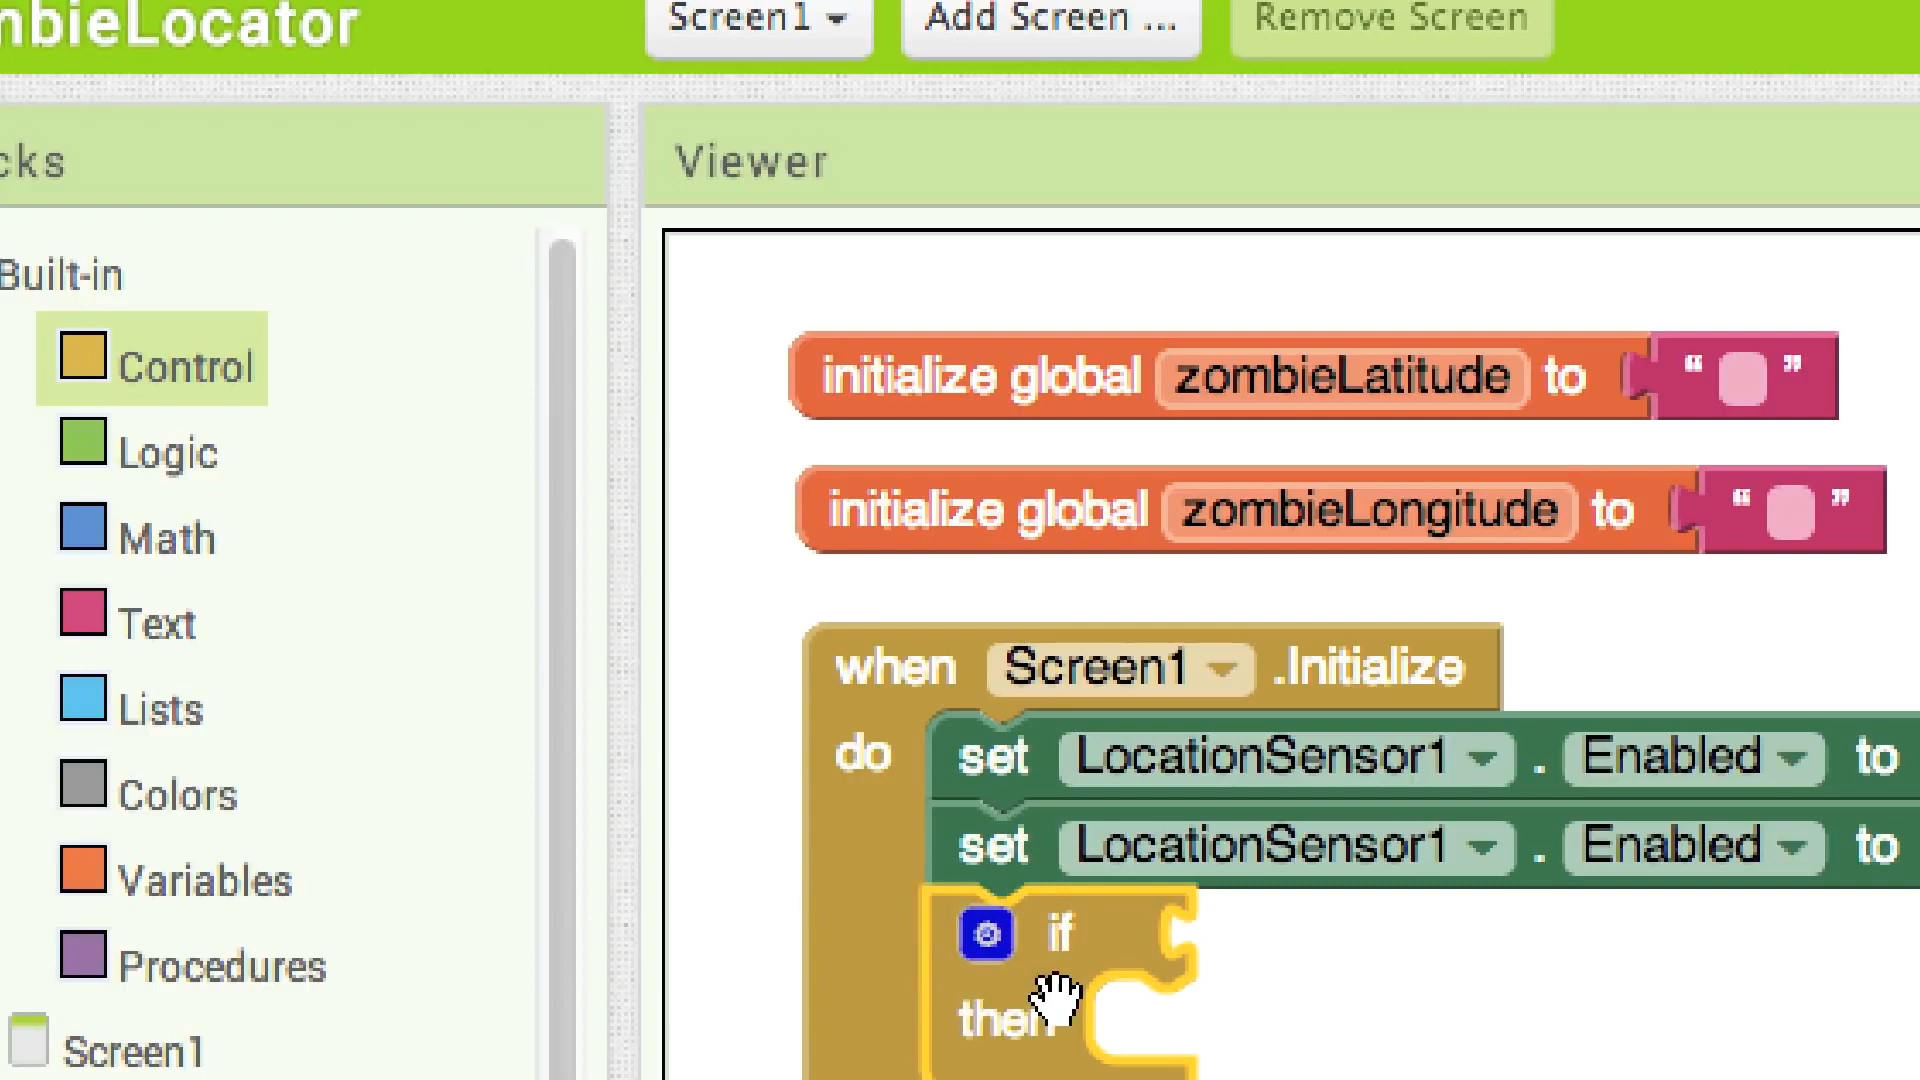 mbieLocator
Screen1 Add Screen ... Remove Screen
cks
Viewer
Built-in
Control
Logic
Math
Text
Lists
Colors
Variables
Procedures
Screen1
initialize global zombieLatitude to “ ”
initialize global zombieLongitude to “ ”
when Screen1 .Initialize
do set LocationSensor1 . Enabled to
set LocationSensor1 . Enabled to
if
then